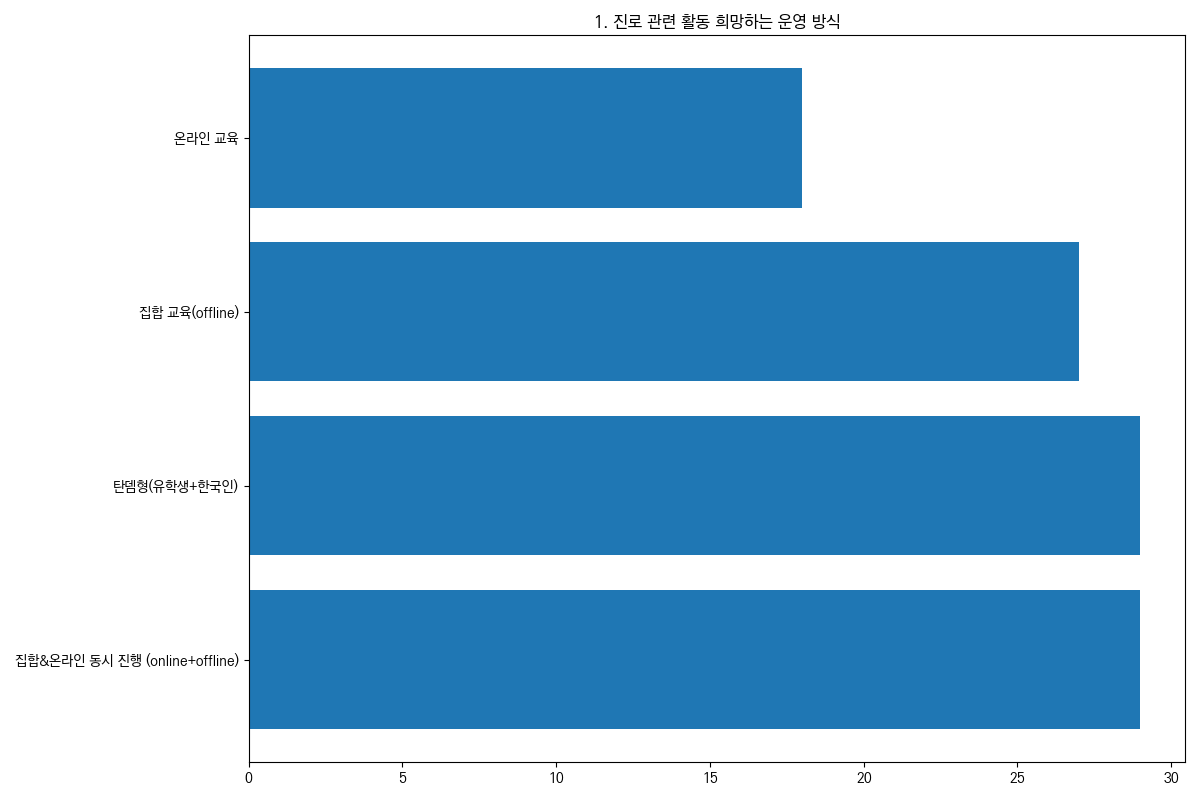 1. 진로 관련 활동 희망하는 운영 방식
온라인 교육
집합 교육(offline)
탄뎀형(유학생+한국인)
집합&온라인 동시 진행 (online+offline)
0 5 10 15 20 25 30